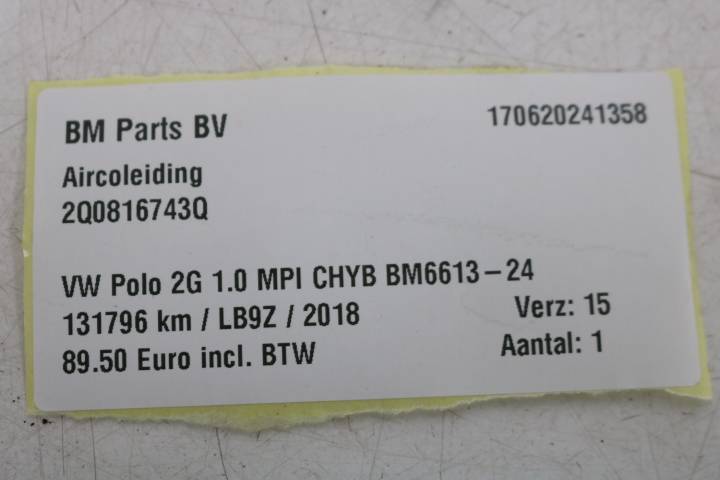 BM Parts BV 170620241358
Aircoleiding
2Q0816743Q
VW Polo 2G 1.0 MPI CHYB BM6613-24
131796 km / LB9Z / 2018 Verz: 15
89.50 Euro incl. BTW Aantal: 1